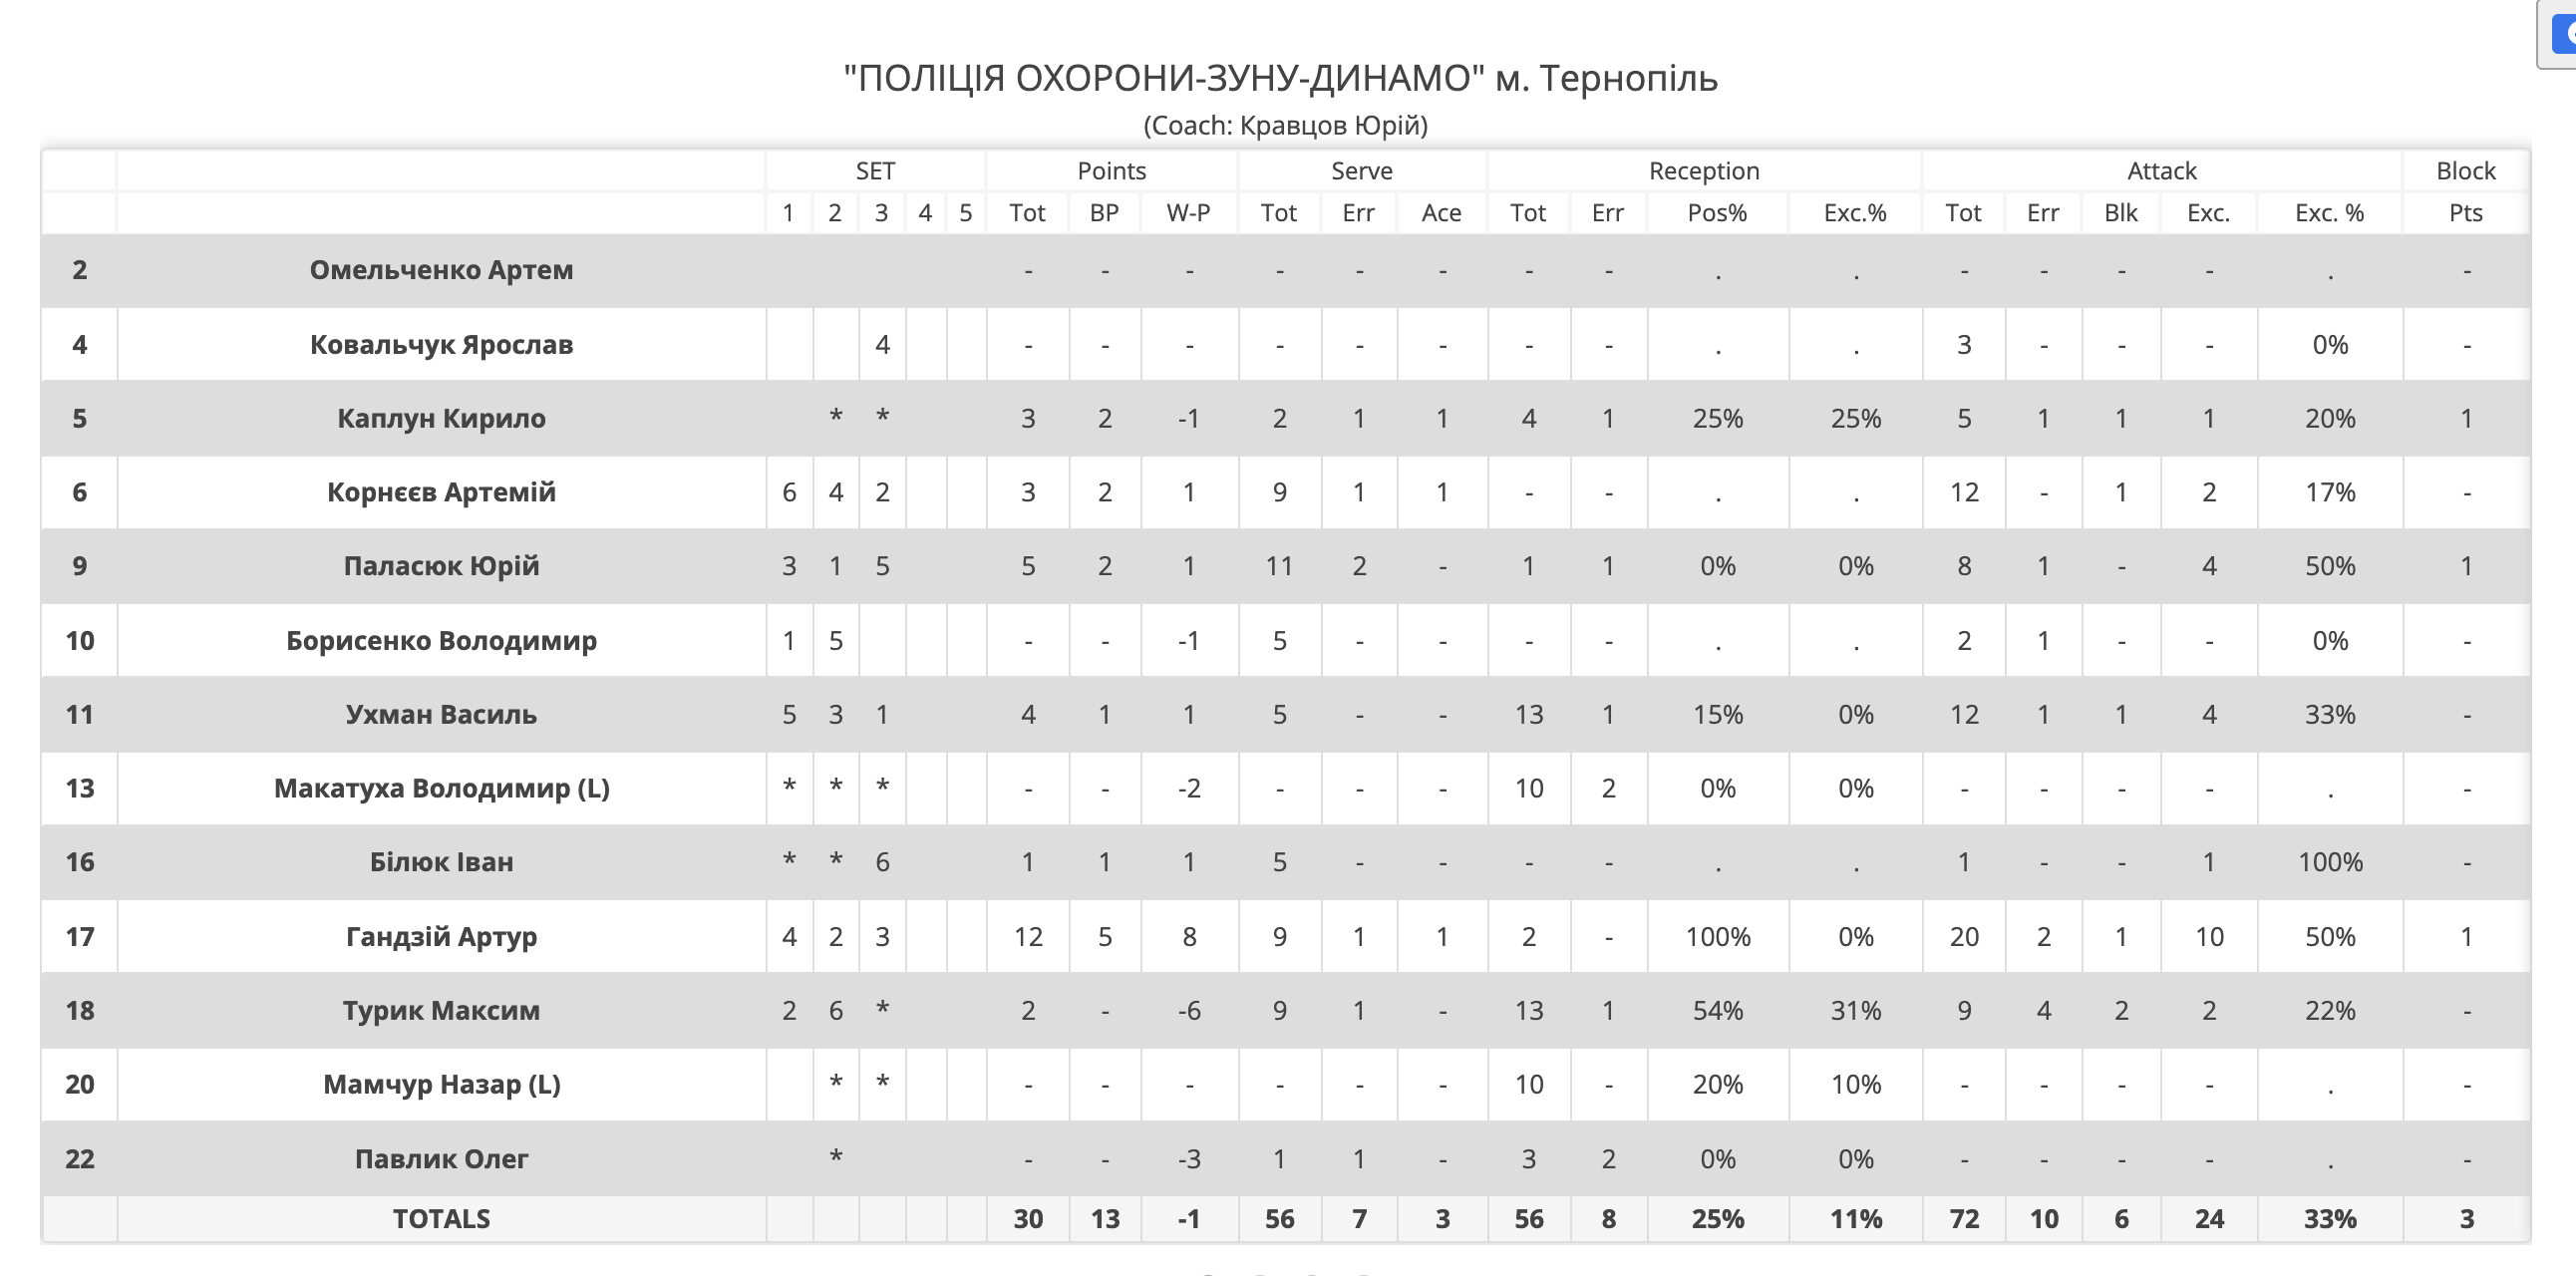 "ПОЛІЦІЯ ОХОРОНИ-ЗУНУ-ДИНАМО" м. Тернопіль
(Coach: Кравцов Юрій)
SET Points Serve Reception Attack Block
1 2 3 4 5 Tot BP W-P Tot Err Ace Tot Err Pos% Exc.% Tot Err Blk Exc. Exc. % Pts
2 Омельченко Артем - - - - - - - - . . - - - - . -
4 Ковальчук Ярослав 4 - - - - - - - - . . 3 - - - 0% -
5 Каплун Кирило * * 3 2 -1 2 1 1 4 1 25% 25% 5 1 1 1 20% 1
6 Корнєєв Артемій 6 4 2 3 2 1 9 1 1 - - . . 12 - 1 2 17% -
9 Паласюк Юрій 3 1 5 5 2 1 11 2 - 1 1 0% 0% 8 1 - 4 50% 1
10 Борисенко Володимир 1 5 - - -1 5 - - - - . . 2 1 - - 0% -
11 Ухман Василь 5 3 1 4 1 1 5 - - 13 1 15% 0% 12 1 1 4 33% -
13 Макатуха Володимир (L) * * * - - -2 - - - 10 2 0% 0% - - - - . -
16 Білюк Іван * * 6 1 1 1 5 - - - - . . 1 - - 1 100% -
17 Гандзій Артур 4 2 3 12 5 8 9 1 1 2 - 100% 0% 20 2 1 10 50% 1
18 Турик Максим 2 6 * 2 - -6 9 1 - 13 1 54% 31% 9 4 2 2 22% -
20 Мамчур Назар (L) * * - - - - - - 10 - 20% 10% - - - - . -
22 Павлик Олег * - - -3 1 1 - 3 2 0% 0% - - - - . -
TOTALS 30 13 -1 56 7 3 56 8 25% 11% 72 10 6 24 33% 3